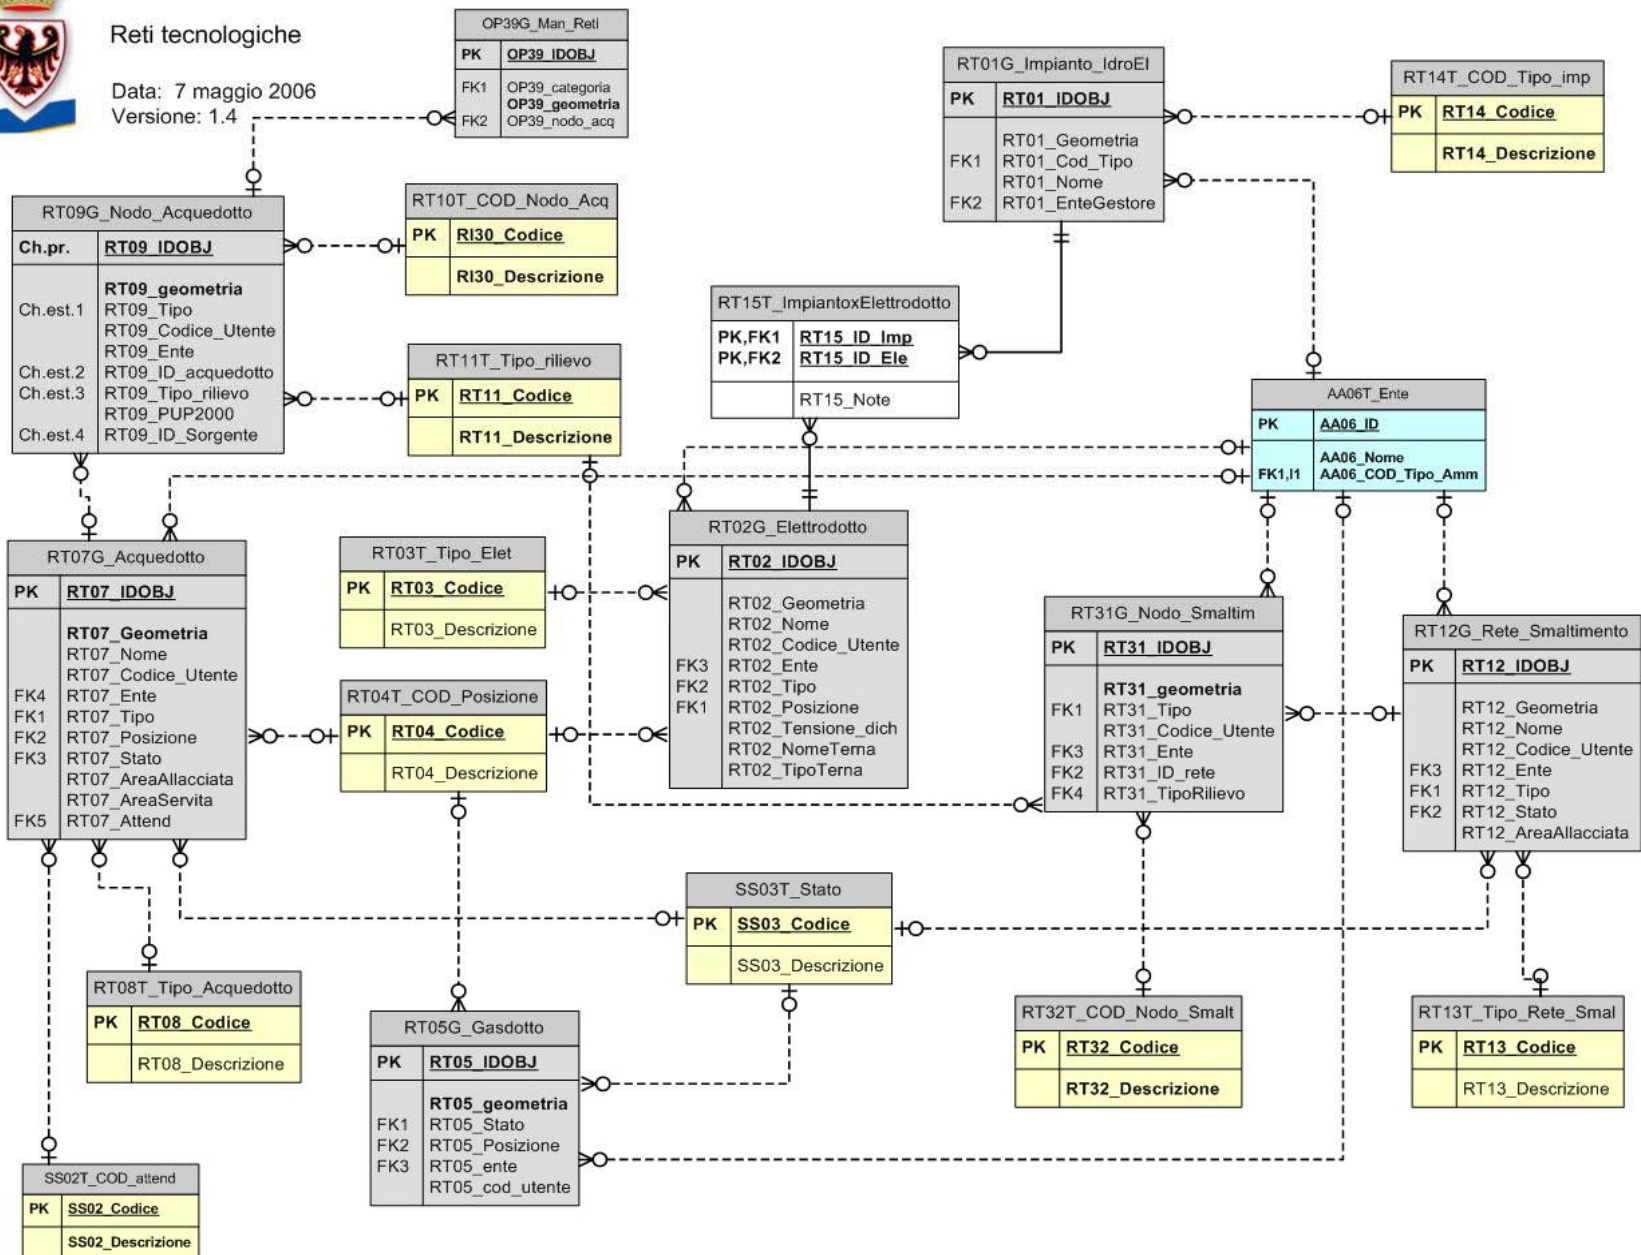 Reti tecnologiche
Data: 7 maggio 2006
Versione: 1.4
OP39G_Man_Reti
PK OP39_IDOBJ
FK1 OP39_categoria
OP39_geometria
FK2 OP39_nodo_acq
RT01G_Impianto_IdroEl
PK RT01_IDOBJ
RT01_Geometria
FK1 RT01_Cod_Tipo
RT01_Nome
FK2 RT01_EnteGestore
RT14T_COD_Tipo_imp
PK RT14_Codice
RT14_Descrizione
RT09G_Nodo_Acquedotto
Ch.pr. RT09_IDOBJ
RT09_geometria
Ch.est.1 RT09_Tipo
RT09_Codice_Utente
RT09_Ente
Ch.est.2 RT09_ID_acquedotto
Ch.est.3 RT09_Tipo_rilievo
RT09_PUP2000
Ch.est.4 RT09_ID_Sorgente
RT10T_COD_Nodo_Acq
PK RI30_Codice
RI30_Descrizione
RT15T_ImpiantoxElettrodotto
PK,FK1 RT15_ID_Imp
PK,FK2 RT15_ID_Ele
RT15_Note
RT11T_Tipo_rilievo
PK RT11_Codice
RT11_Descrizione
AA06T_Ente
PK AA06_ID
AA06_Nome
FK1,I1 AA06_COD_Tipo_Amm
RT07G_Acquedotto
PK RT07_IDOBJ
RT07_Geometria
RT07_Nome
RT07_Codice_Utente
FK4 RT07_Ente
FK1 RT07_Tipo
FK2 RT07_Posizione
FK3 RT07_Stato
RT07_AreaAllacciata
RT07_AreaServita
FK5 RT07_Attend
RT03T_Tipo_Elet
PK RT03_Codice
RT03_Descrizione
RT02G_Elettrodotto
PK RT02_IDOBJ
RT02_Geometria
RT02_Nome
RT02_Codice_Utente
FK3 RT02_Ente
FK2 RT02_Tipo
FK1 RT02_Posizione
RT02_Tensione_dich
RT02_NomeTerna
RT02_TipoTerna
RT04T_COD_Posizione
PK RT04_Codice
RT04_Descrizione
RT31G_Nodo_Smaltim
PK RT31_IDOBJ
RT31_geometria
FK1 RT31_Tipo
RT31_Codice_Utente
FK3 RT31_Ente
FK2 RT31_ID_rete
FK4 RT31_TipoRilievo
RT12G_Rete_Smaltimento
PK RT12_IDOBJ
RT12_Geometria
RT12_Nome
RT12_Codice_Utente
FK3 RT12_Ente
FK1 RT12_Tipo
FK2 RT12_Stato
RT12_AreaAllacciata
SS03T_Stato
PK SS03_Codice
SS03_Descrizione
RT08T_Tipo_Acquedotto
PK RT08_Codice
RT08_Descrizione
RT05G_Gasdotto
PK RT05_IDOBJ
RT05_geometria
FK1 RT05_Stato
FK2 RT05_Posizione
FK3 RT05_ente
RT05_cod_utente
RT32T_COD_Nodo_Smalt
PK RT32_Codice
RT32_Descrizione
RT13T_Tipo_Rete_Smal
PK RT13_Codice
RT13_Descrizione
SS02T_COD_attend
PK SS02_Codice
SS02_Descrizione